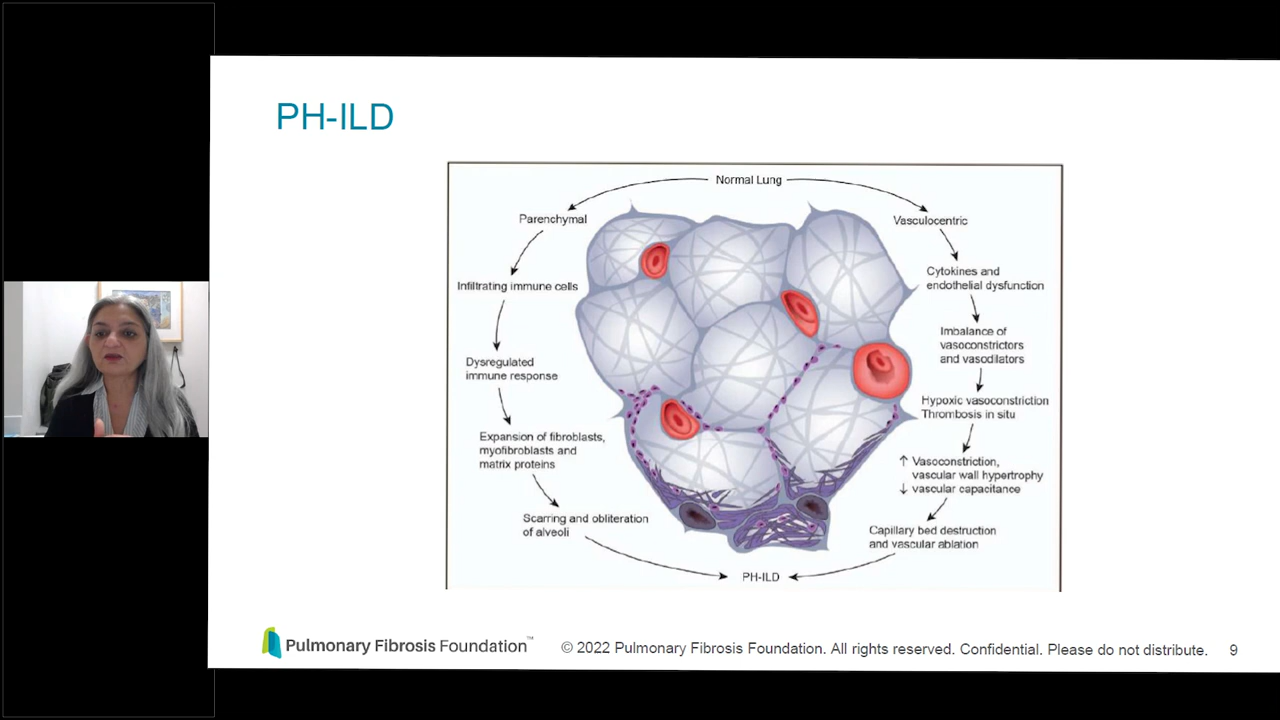 PH-ILD
Normal Lung
Parenchymal
Infiltrating immune cells
Dysregulated
immune response
Expansion of fibroblasts,
myofibroblasts and
matrix proteins
Scarring and obliteration
of alveoli
Vasculocentric
Cytokines and
endothelial dysfunction
Imbalance of
vasoconstrictors
and vasodilators
Hypoxic vasoconstriction
Thrombosis in situ
↑ Vasoconstriction,
vascular wall hypertrophy
↓ vascular capacitance
Capillary bed destruction
and vascular ablation
PH-ILD
Pulmonary Fibrosis Foundation™
© 2022 Pulmonary Fibrosis Foundation. All rights reserved. Confidential. Please do not distribute.
9